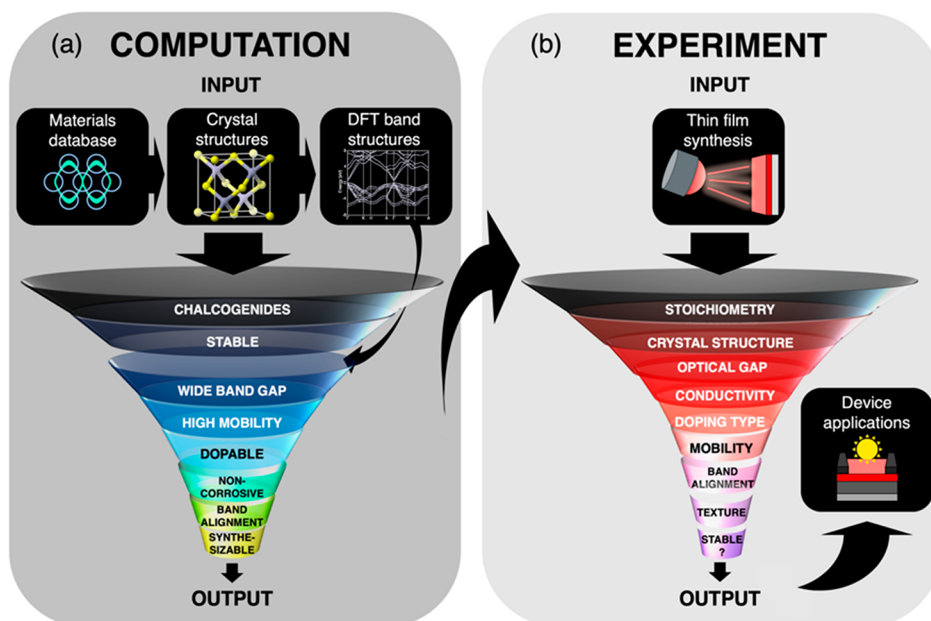 (a) COMPUTATION
INPUT
Materials
database
Crystal
structures
DFT band
structures
CHALCOGENIDES
STABLE
WIDE BAND GAP
HIGH MOBILITY
DOPABLE
NON-
CORROSIVE
BAND
ALIGNMENT
SYNTHE-
SIZABLE
OUTPUT
(b) EXPERIMENT
INPUT
Thin film
synthesis
STOICHIOMETRY
CRYSTAL STRUCTURE
OPTICAL GAP
CONDUCTIVITY
DOPING TYPE
MOBILITY
BAND
ALIGNMENT
TEXTURE
STABLE
?
OUTPUT
Device
applications